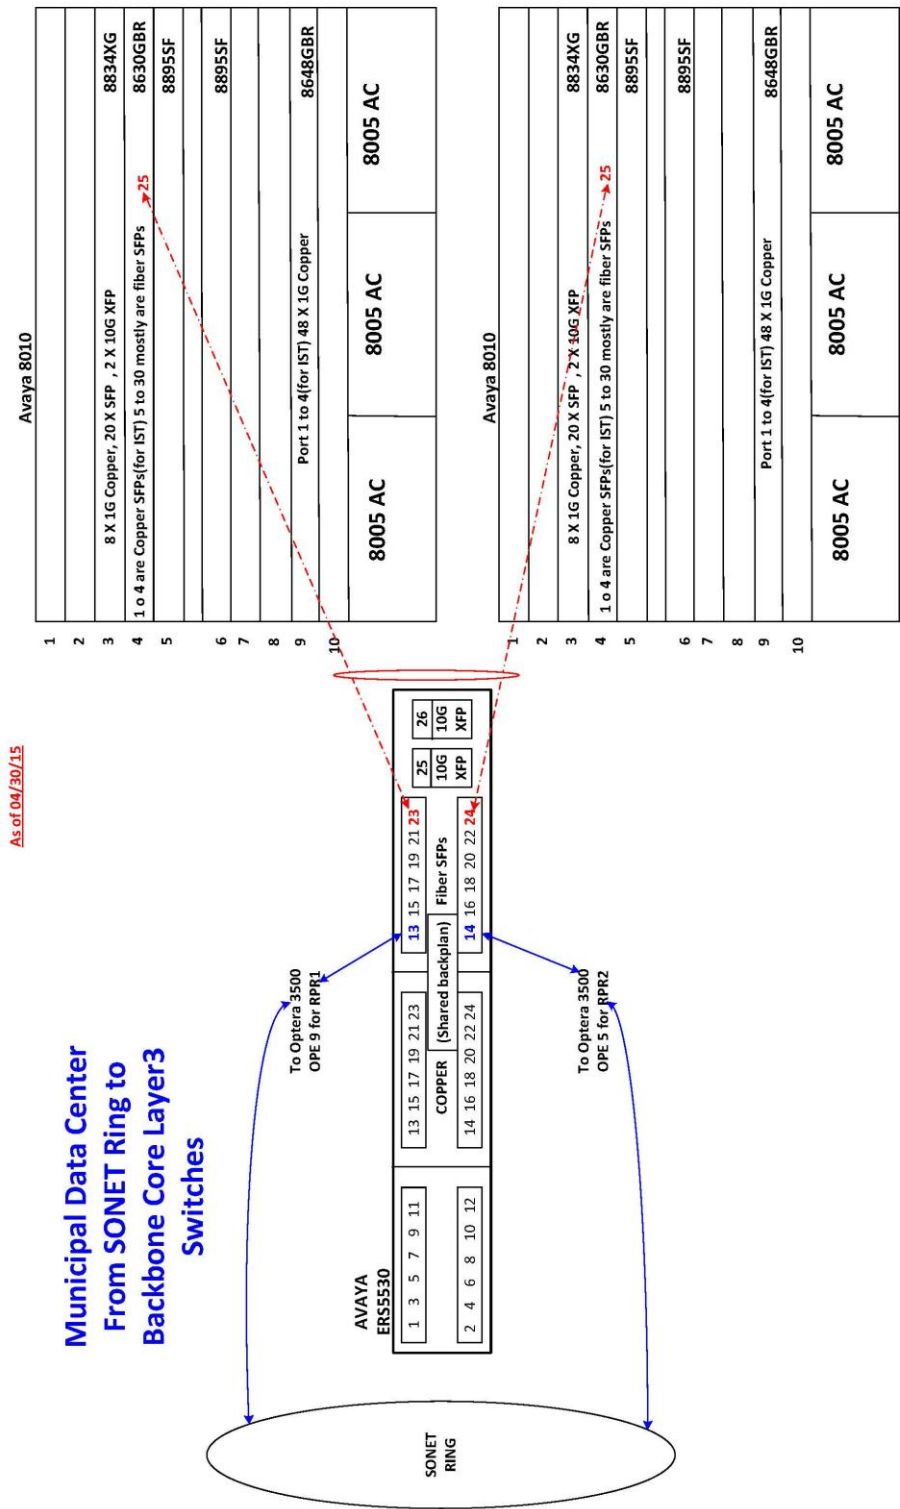 As of 04/30/15
Municipal Data Center
From SONET Ring to
Backbone Core Layer3
Switches
SONET
RING
To Optera 3500
OPE 9 for RPR1
To Optera 3500
OPE 5 for RPR2
AVAYA
ERS5530
1 3 5 7 9 11
2 4 6 8 10 12
13 15 17 19 21 23
COPPER
14 16 18 20 22 24
(Shared backplan)
13 15 17 19 21 23
Fiber SFPs
14 16 18 20 22 24
25
10G
XFP
26
10G
XFP
Avaya 8010
1
2
3 8 X 1G Copper, 20 X SFP , 2 X 10G XFP 8834XG
4 1 o 4 are Copper SFPs(for IST) 5 to 30 mostly are fiber SFPs 25 8630GBR
5 8895SF
6 8895SF
7
8
9 Port 1 to 4(for IST) 48 X 1G Copper 8648GBR
10
8005 AC 8005 AC 8005 AC
Avaya 8010
1
2
3 8 X 1G Copper, 20 X SFP , 2 X 10G XFP 8834XG
4 1 o 4 are Copper SFPs(for IST) 5 to 30 mostly are fiber SFPs 25 8630GBR
5 8895SF
6 8895SF
7
8
9 Port 1 to 4(for IST) 48 X 1G Copper 8648GBR
10
8005 AC 8005 AC 8005 AC